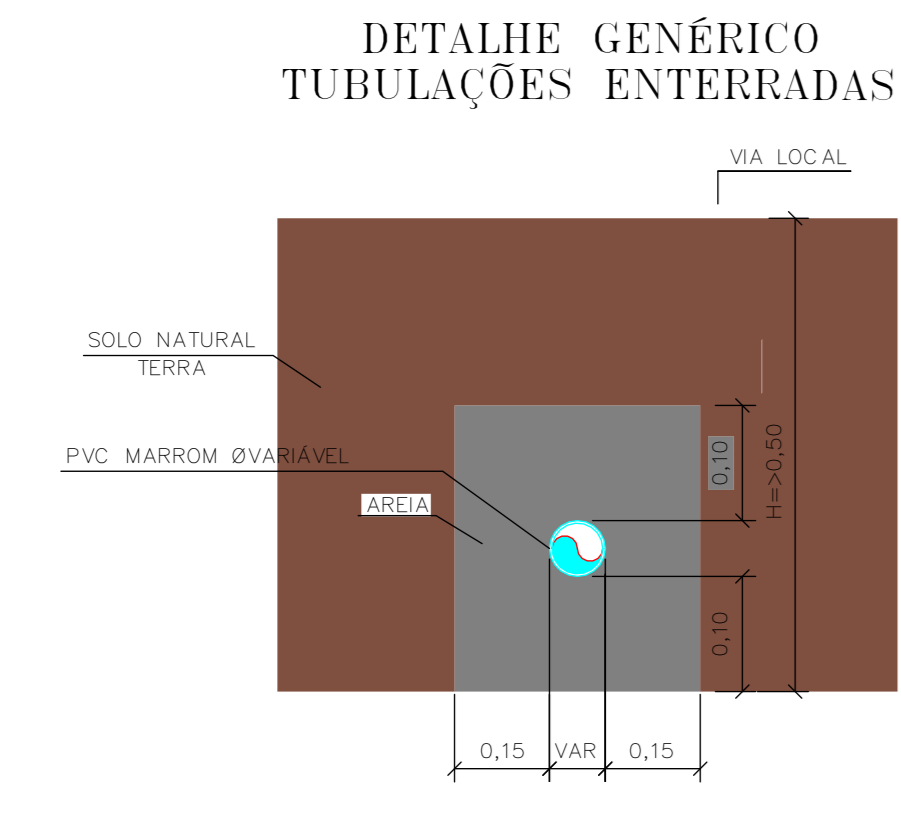 DETALHE GENÉRICO
TUBULAÇÕES ENTERRADAS
VIA LOCAL
SOLO NATURAL
TERRA
PVC MARROM ØVARIÁVEL
AREIA
0,10
H=>0,50
0,10
0,15
VAR
0,15